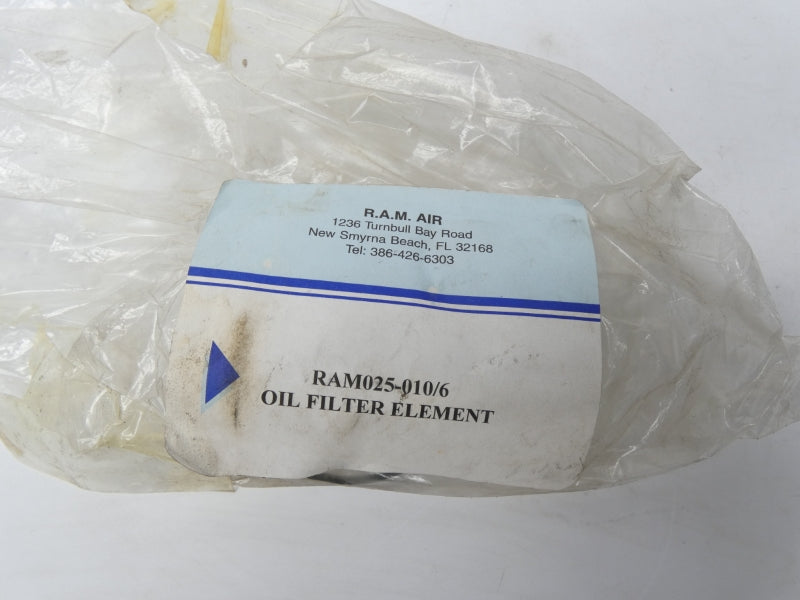 R.A.M. AIR
1236 Turnbull Bay Road
New Smyrna Beach, FL 32168
Tel: 386-426-6303
RAM025-010/6
OIL FILTER ELEMENT